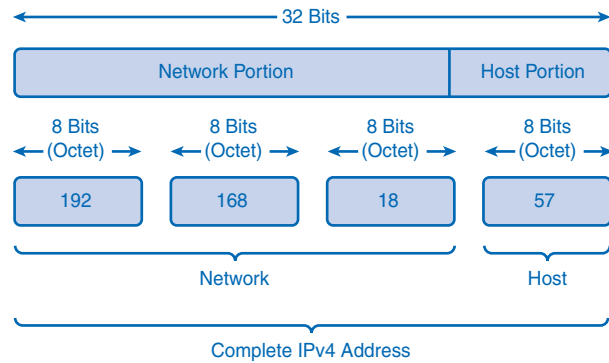 32 Bits
Network Portion Host Portion
8 Bits 8 Bits 8 Bits 8 Bits
(Octet) (Octet) (Octet) (Octet)
192 168 18 57
Network Host
Complete IPv4 Address